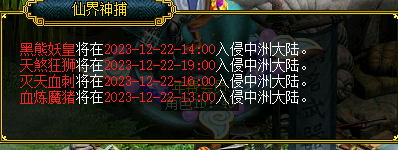 仙界神捕
黑熊妖皇将在2023-12-22-14:00入侵中洲大陆。
天煞狂狮将在2023-12-22-19:00入侵中洲大陆。
灭天血刺将在2023-12-22-16:00入侵中洲大陆。
血炼魔猪将在2023-12-22-13:00入侵中洲大陆。